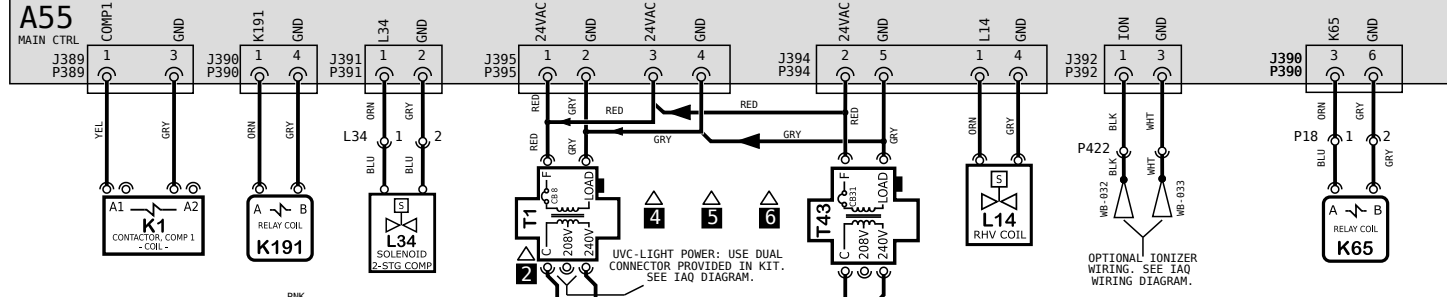 A55
MAIN CTRL
COMP1 GND K191 GND L34 GND 24VAC GND 24VAC GND 24VAC GND L14 GND ION GND K65 GND
J389 1 3 J390 1 4 J391 1 2 J395 1 2 3 4 J394 2 5 1 4 J392 1 3 J390 3 6
P389 P390 P391 P395 P394 P392 P390
YEL GRY ORN GRY ORN GRY RED GRY RED RED RED GRY ORN GRY BLK WHT ORN GRY
L34 1 2 RED GRY GRY GRY P422 P18 1 2
BLU BLU BLK WHT BLU GRY
A1 A2
K1
CONTACTOR, COMP 1
- COIL -
A B
RELAY COIL
K191
S
L34
SOLENOID
2-STG COMP
T1
F LOAD
CB8
C 208V 240V
2
4 5 6
UVC-LIGHT POWER: USE DUAL
CONNECTOR PROVIDED IN KIT.
SEE IAQ DIAGRAM.
T43
F LOAD
CB31
C 208V 240V
S
L14
RHV COIL
WB-032 WB-033
OPTIONAL IONIZER
WIRING. SEE IAQ
WIRING DIAGRAM.
A B
RELAY COIL
K65